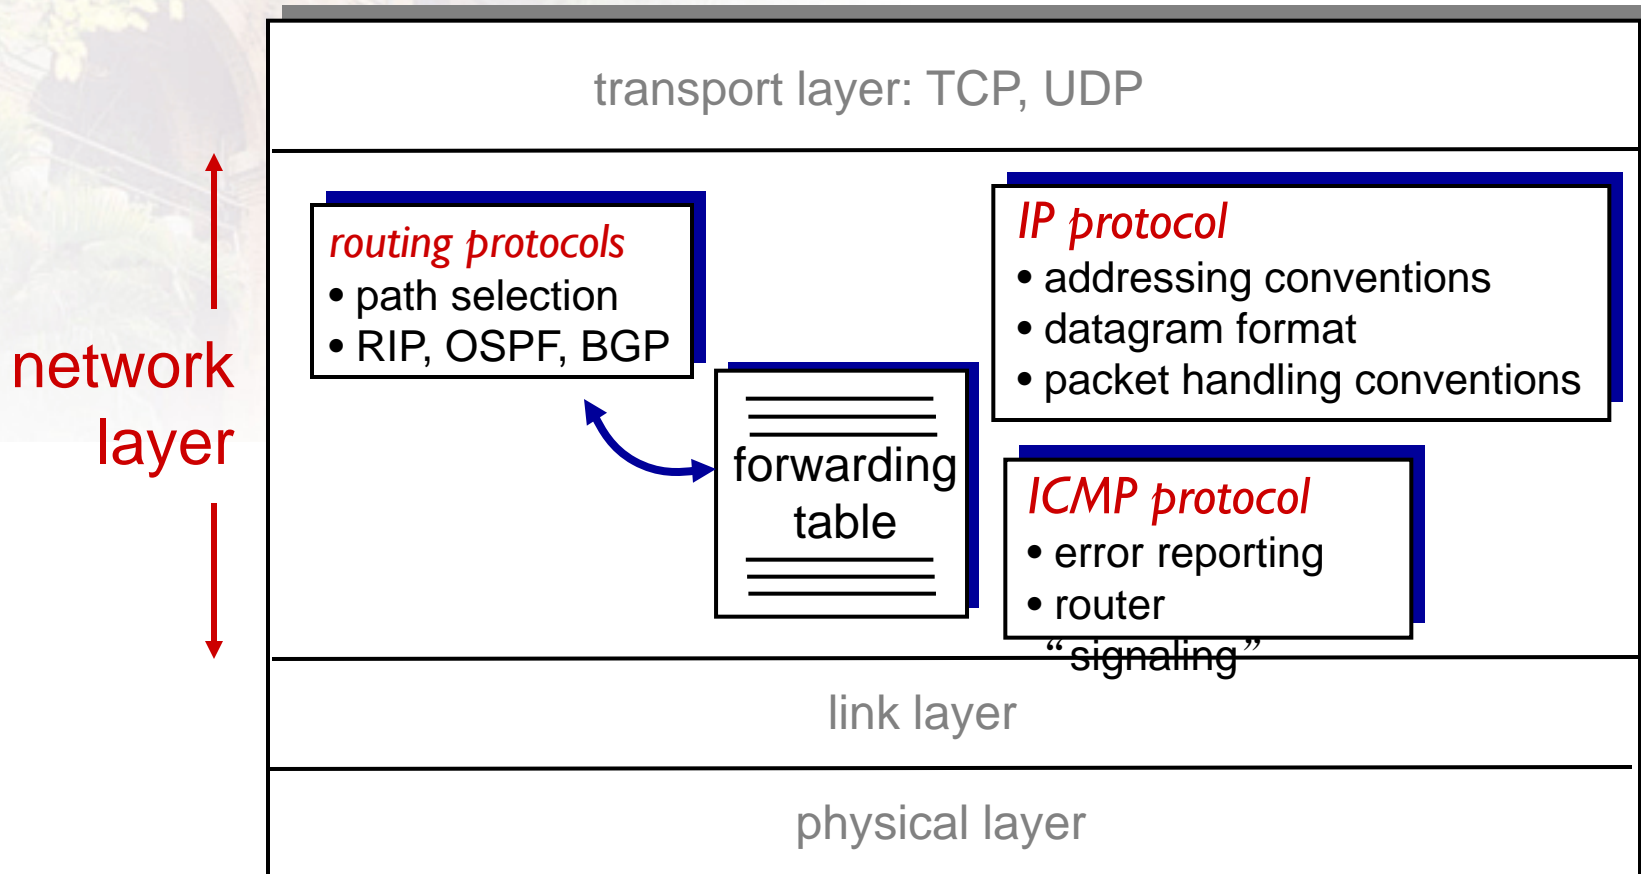 transport layer: TCP, UDP
network
layer
routing protocols
• path selection
• RIP, OSPF, BGP
forwarding
table
IP protocol
• addressing conventions
• datagram format
• packet handling conventions
ICMP protocol
• error reporting
• router
“signaling”
link layer
physical layer